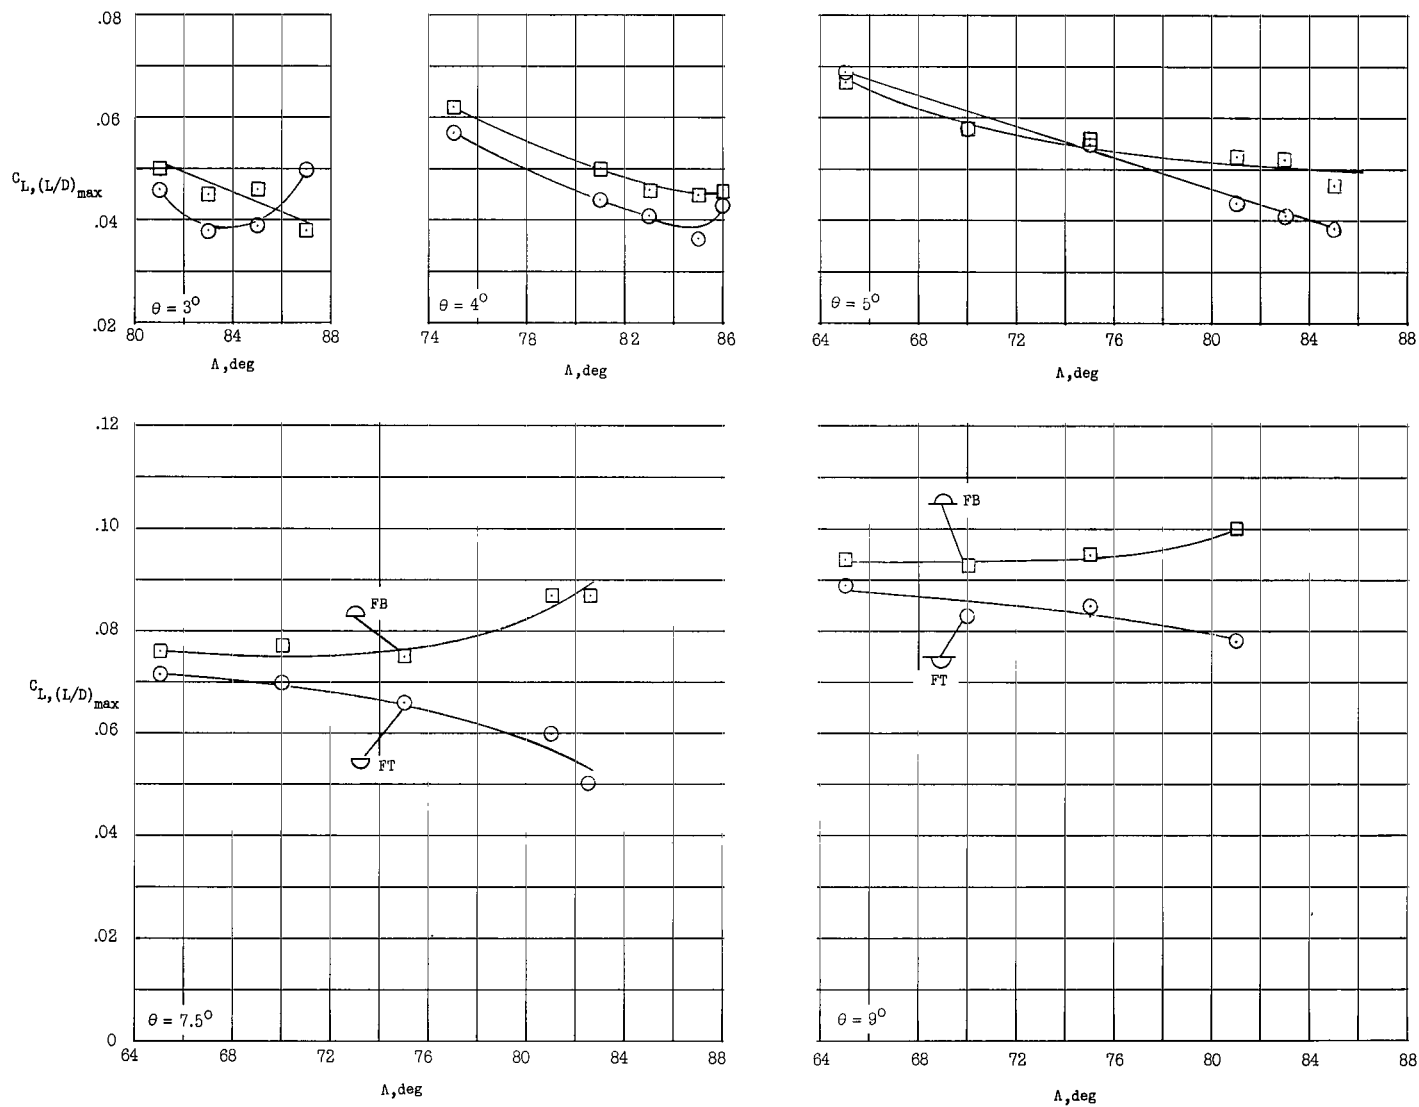 .08
.06
C_L,(L/D)_max
.04
.02
θ = 3°
80 84 88
Λ,deg
θ = 4°
74 78 82 86
Λ,deg
θ = 5°
64 68 72 76 80 84 88
Λ,deg
.12
.10
.08
C_L,(L/D)_max
.06
.04
.02
0
FB
FT
θ = 7.5°
64 68 72 76 80 84 88
Λ,deg
FB
FT
θ = 9°
64 68 72 76 80 84 88
Λ,deg